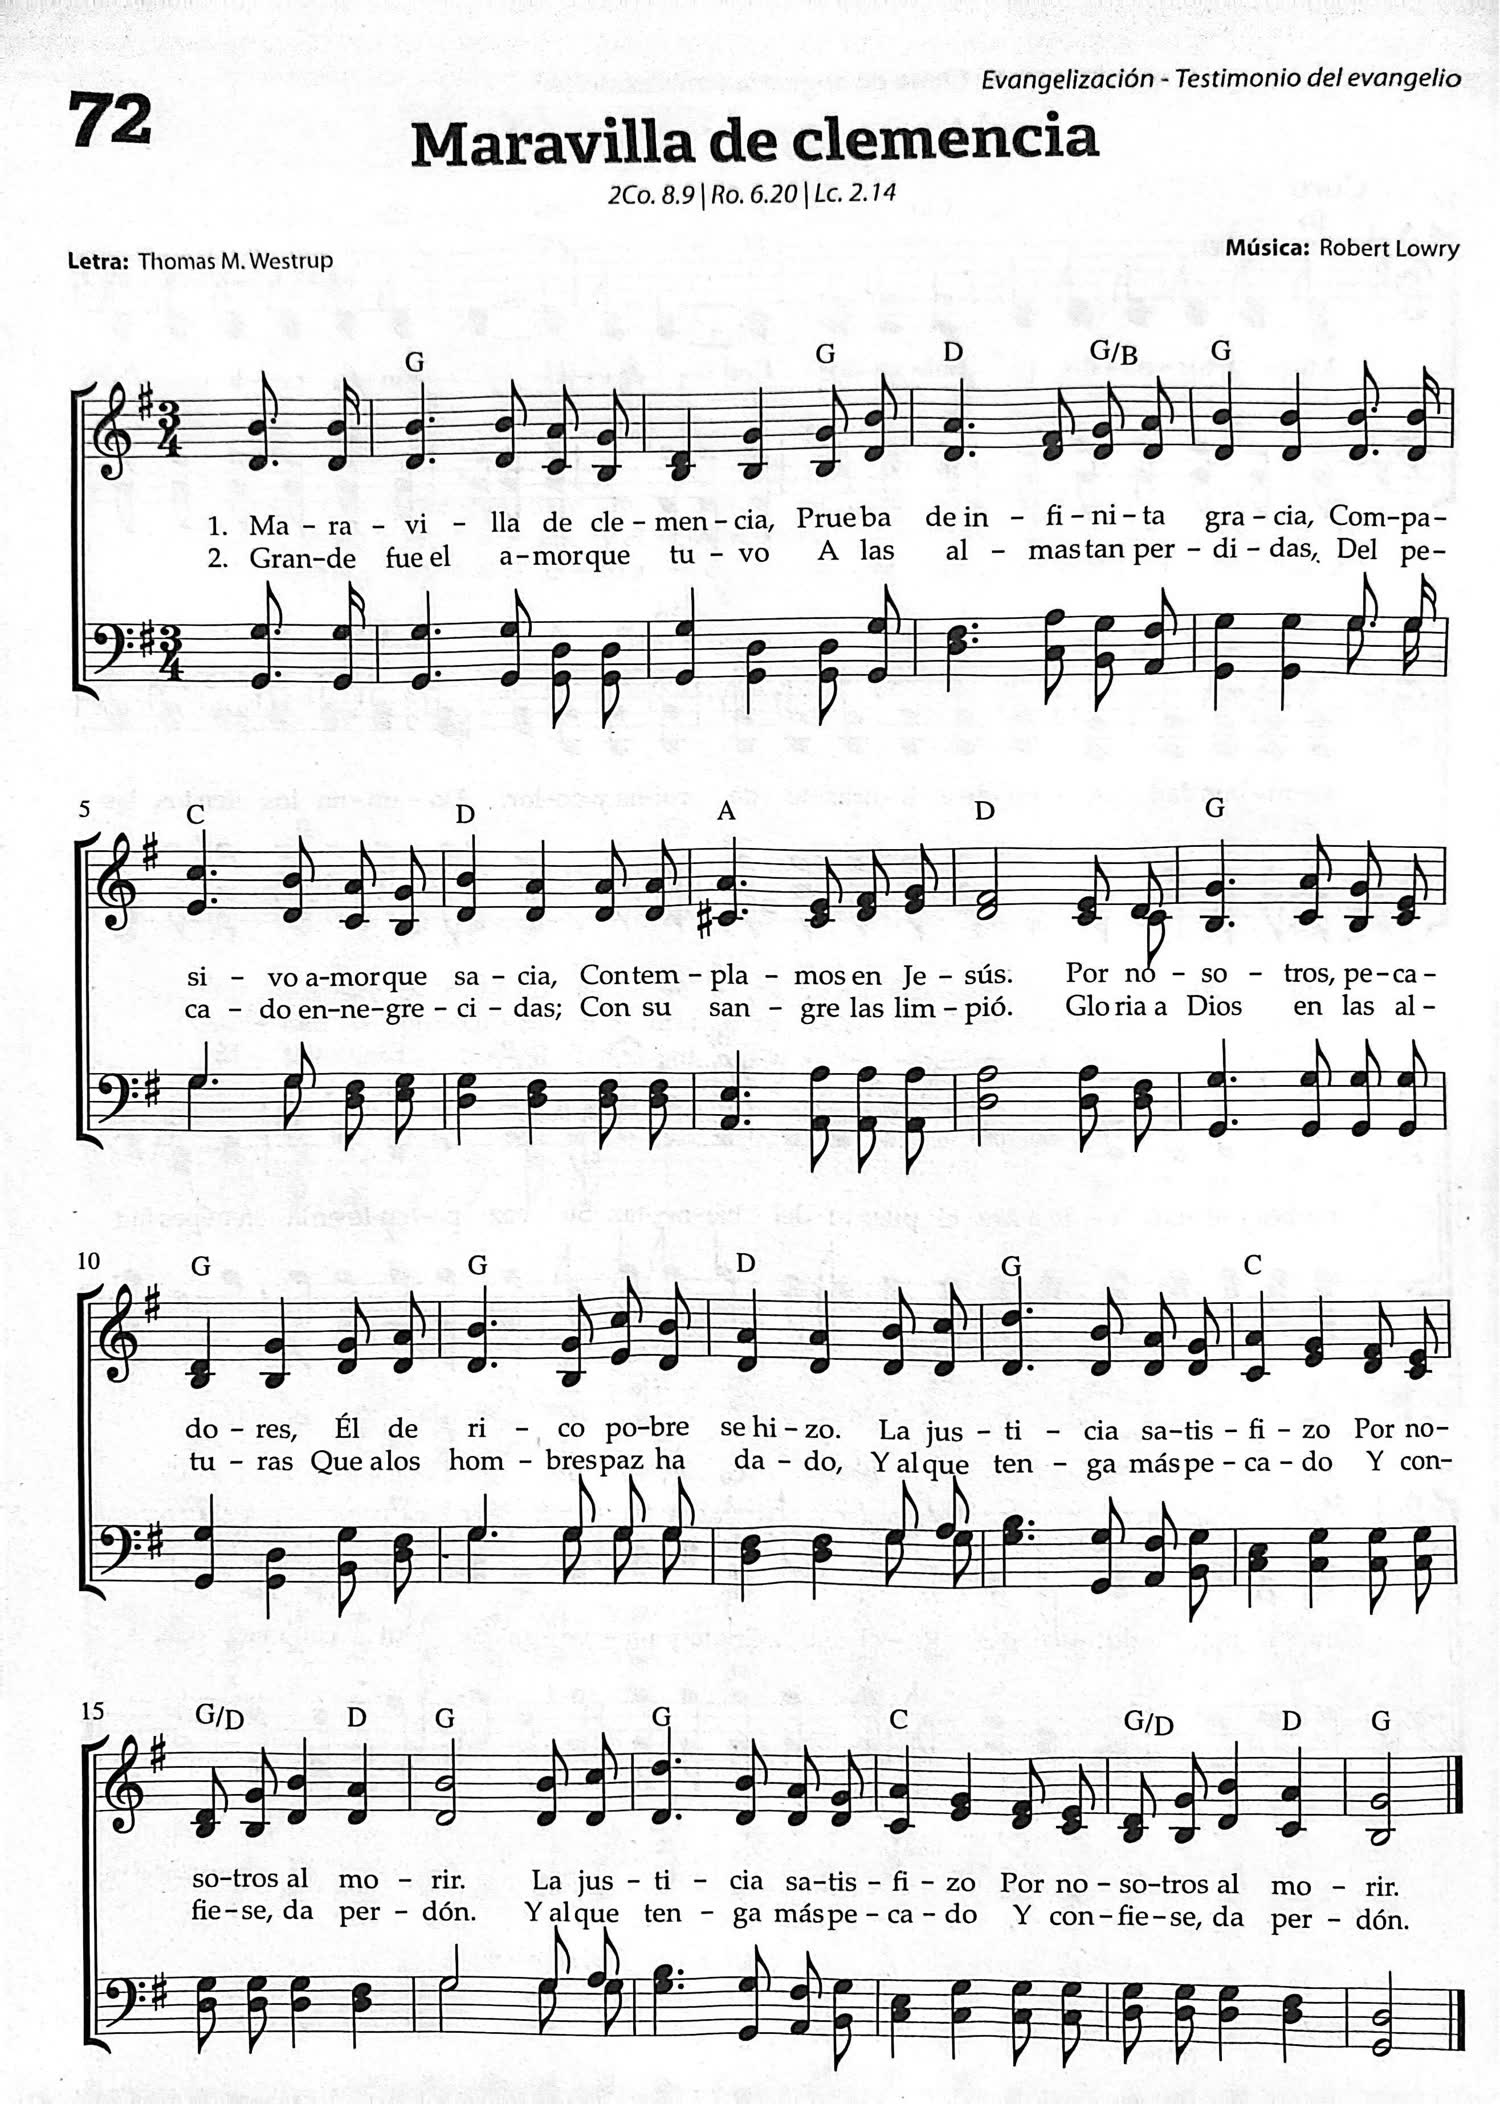 Evangelización - Testimonio del evangelio
72
Maravilla de clemencia
2Co. 8.9 | Ro. 6.20 | Lc. 2.14
Letra: Thomas M. Westrup
Música: Robert Lowry
G G D G/B G
3 4
1. Ma – ra – vi – lla de cle – men – cia, Prue ba de in – fi – ni – ta gra – cia, Com–pa–
2. Gran–de fue el a–mor que tu – vo A las al – mas tan per – di – das, Del pe–
3 4
5 C D A D G
si – vo a–mor que sa – cia, Contem – pla – mos en Je – sús. Por no – so – tros, pe–ca–
ca – do en–ne–gre – ci – das; Con su san – gre las lim – pió. Glo ria a Dios en las al–
10 G G D G C
do – res, Él de ri – co po–bre se hi – zo. La jus – ti – cia sa–tis – fi – zo Por no–
tu – ras Que a los hom – bres paz ha da – do, Y al que ten – ga más pe – ca – do Y con–
15 G/D D G G C G/D D G
so–tros al mo – rir. La jus – ti – cia sa–tis – fi – zo Por no – so–tros al mo – rir.
fie–se, da per – dón. Y al que ten – ga más pe – ca – do Y con–fie–se, da per – dón.